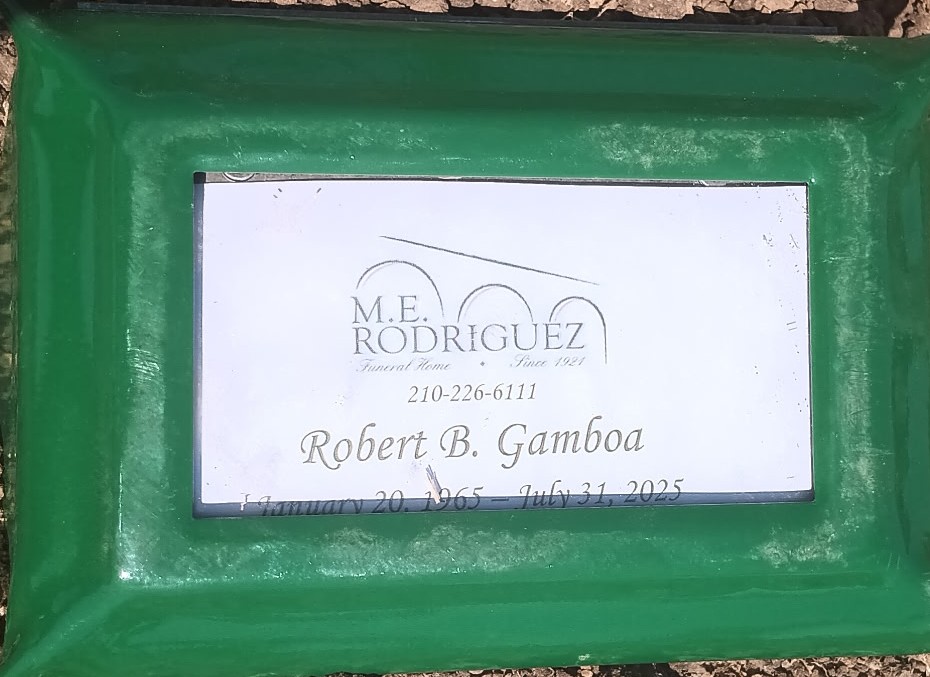 M.E.
RODRIGUEZ
Funeral Home • Since 1921
210-226-6111
Robert B. Gamboa
January 20, 1965 – July 31, 2025